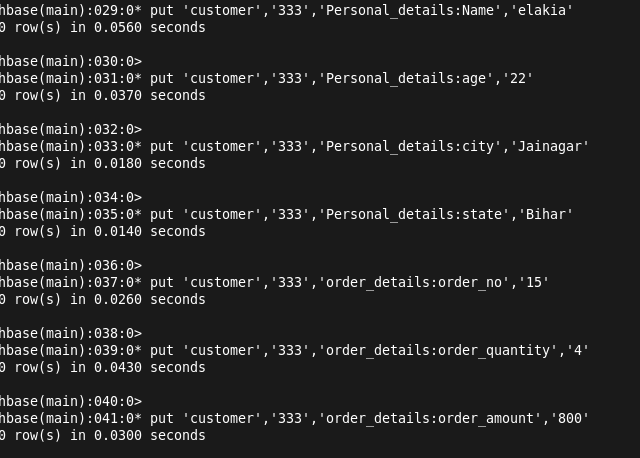 hbase(main):029:0* put 'customer','333','Personal_details:Name','elakia'
0 row(s) in 0.0560 seconds
hbase(main):030:0>
hbase(main):031:0* put 'customer','333','Personal_details:age','22'
0 row(s) in 0.0370 seconds
hbase(main):032:0>
hbase(main):033:0* put 'customer','333','Personal_details:city','Jainagar'
0 row(s) in 0.0180 seconds
hbase(main):034:0>
hbase(main):035:0* put 'customer','333','Personal_details:state','Bihar'
0 row(s) in 0.0140 seconds
hbase(main):036:0>
hbase(main):037:0* put 'customer','333','order_details:order_no','15'
0 row(s) in 0.0260 seconds
hbase(main):038:0>
hbase(main):039:0* put 'customer','333','order_details:order_quantity','4'
0 row(s) in 0.0430 seconds
hbase(main):040:0>
hbase(main):041:0* put 'customer','333','order_details:order_amount','800'
0 row(s) in 0.0300 seconds